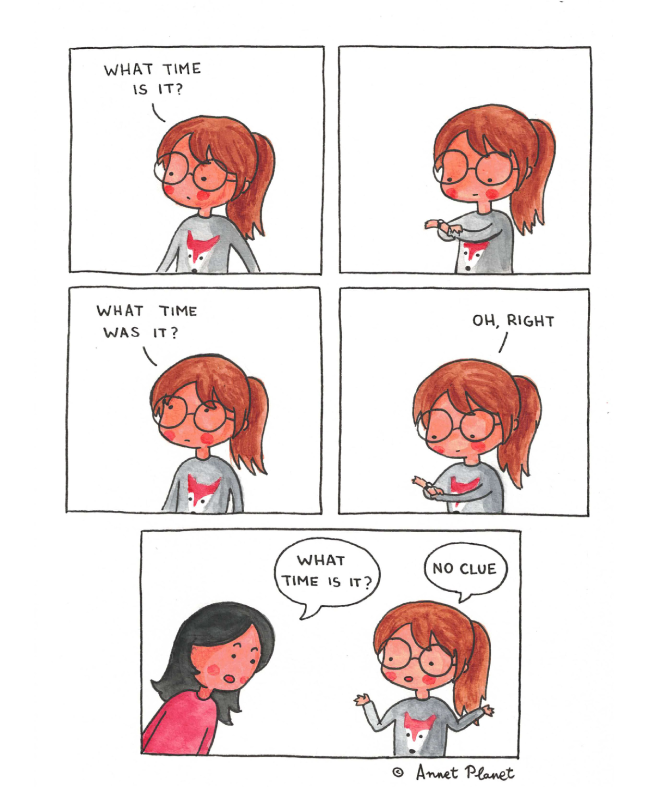 WHAT TIME
IS IT?
WHAT TIME
WAS IT?
OH, RIGHT
WHAT
TIME IS IT?
NO CLUE
© Annet Planet